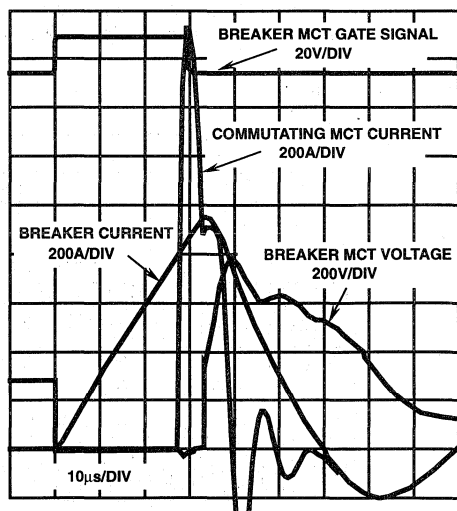 BREAKER MCT GATE SIGNAL
20V/DIV
COMMUTATING MCT CURRENT
200A/DIV
BREAKER CURRENT
200A/DIV
BREAKER MCT VOLTAGE
200V/DIV
10µs/DIV